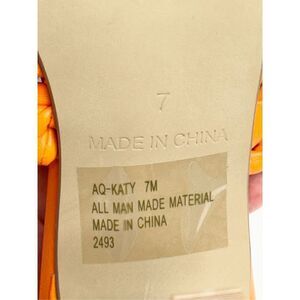 7
MADE IN CHINA
AQ-KATY 7M
ALL MAN MADE MATERIAL
MADE IN CHINA
2493